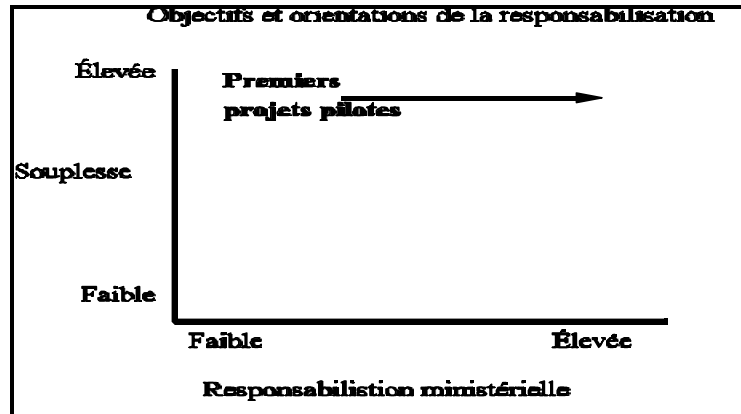 Objectifs et orientations de la responsabilisation
Élevée
Premiers
projets pilotes
Souplesse
Faible
Faible Élevée
Responsabilistion ministérielle